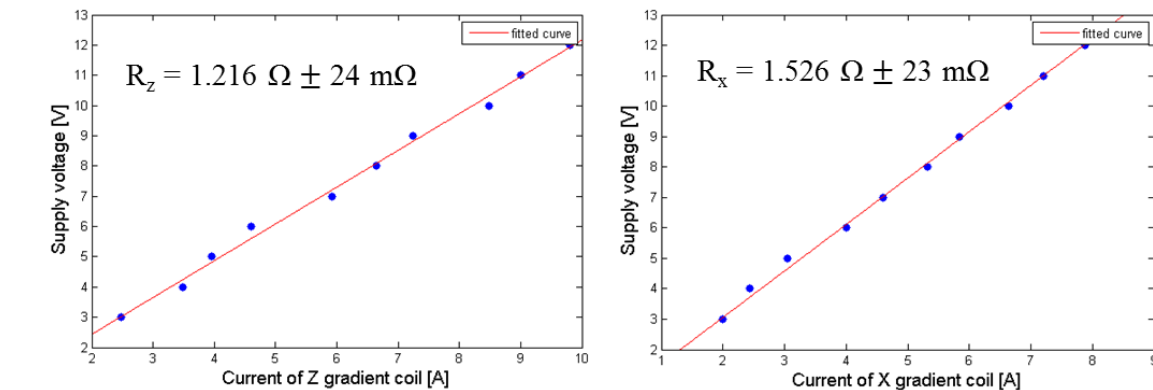 13
12
11
10
9
8
7
6
5
4
3
2
Supply voltage [V]
fitted curve
R_z = 1.216 Ω ± 24 mΩ
2 3 4 5 6 7 8 9 10
Current of Z gradient coil [A]
13
12
11
10
9
8
7
6
5
4
3
2
Supply voltage [V]
fitted curve
R_x = 1.526 Ω ± 23 mΩ
1 2 3 4 5 6 7 8 9
Current of X gradient coil [A]